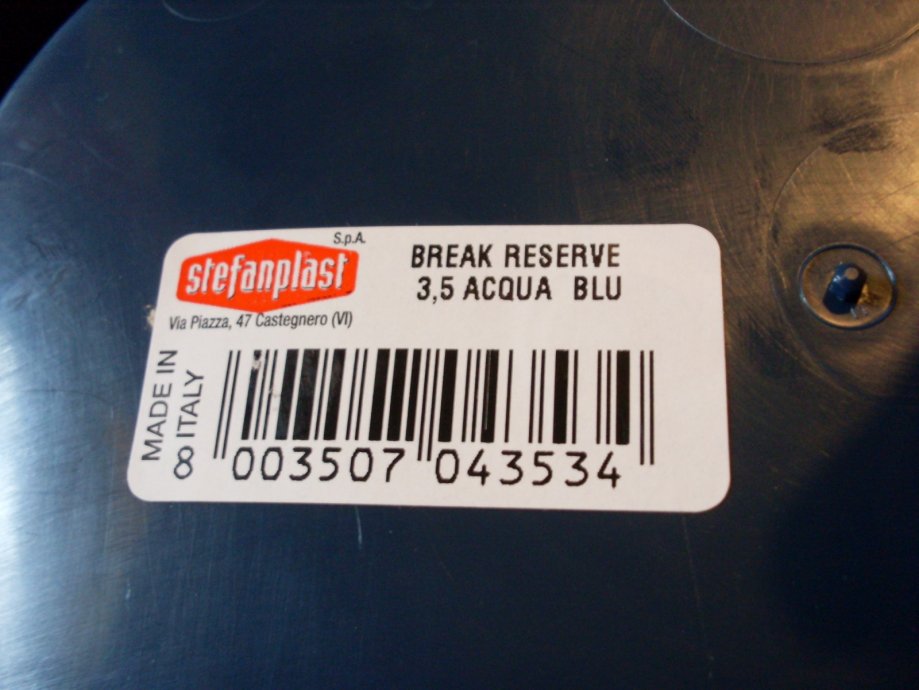 S.p.A.
stefanplast
Via Piazza, 47 Castegnero (VI)
BREAK RESERVE
3,5 ACQUA BLU
MADE IN
ITALY
8 003507 043534